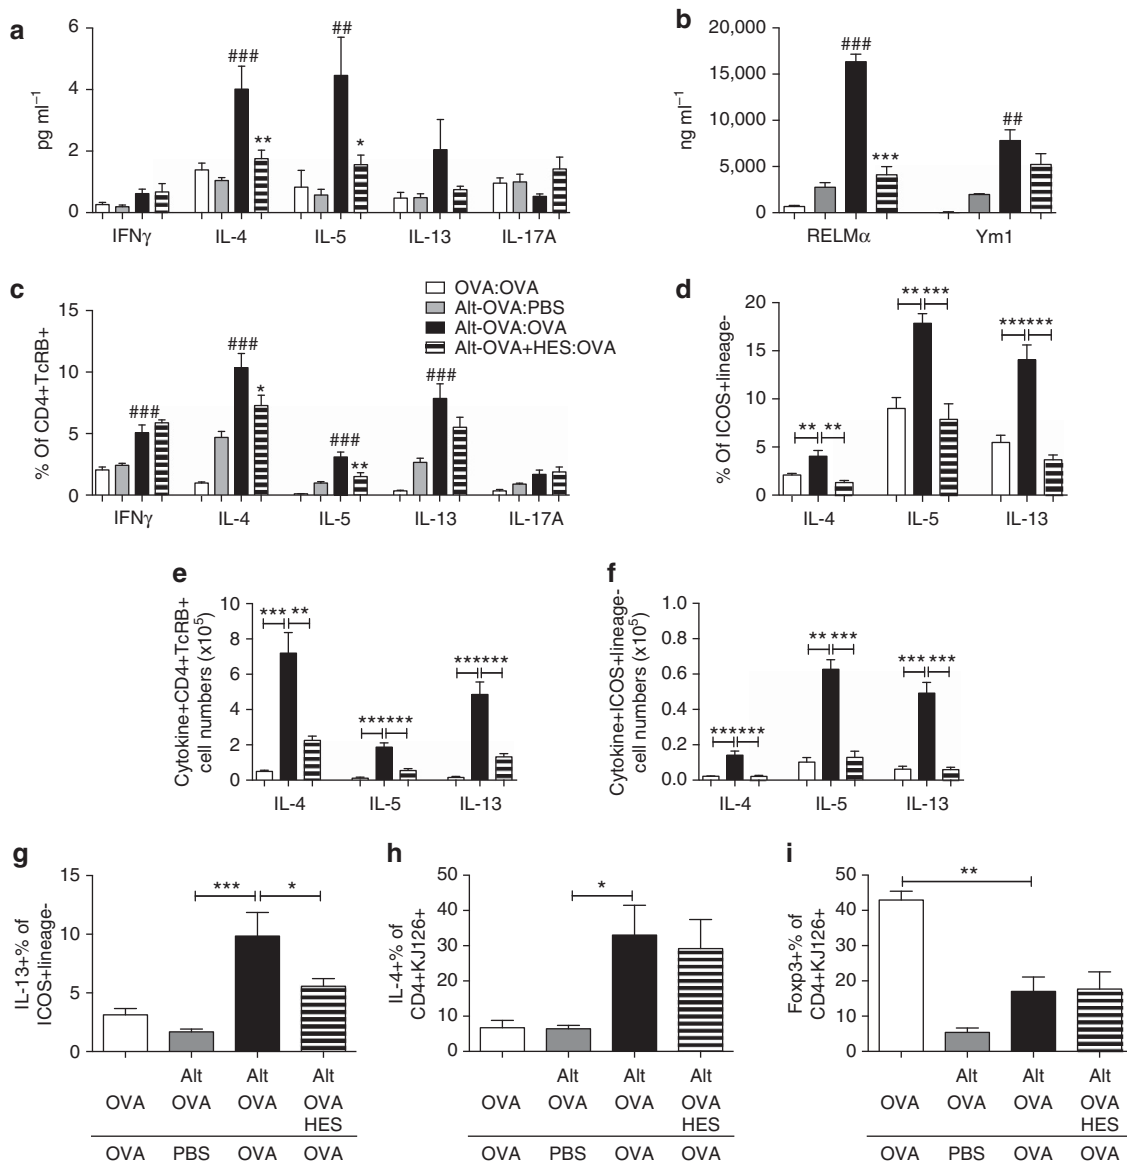 a
6
4
2
0
pg ml⁻¹
###
**
##
*
IFNγ IL-4 IL-5 IL-13 IL-17A
b
20,000
15,000
10,000
5,000
0
ng ml⁻¹
###
***
##
RELMα Ym1
c
15
10
5
0
% Of CD4+TcRB+
OVA:OVA
Alt-OVA:PBS
Alt-OVA:OVA
Alt-OVA+HES:OVA
###
###
*
###
**
###
IFNγ IL-4 IL-5 IL-13 IL-17A
d
20
15
10
5
0
% Of ICOS+lineage-
** **
** ***
*** ***
IL-4 IL-5 IL-13
e
10
8
6
4
2
0
Cytokine+CD4+TcRB+
cell numbers (x10⁵)
*** **
*** ***
*** ***
IL-4 IL-5 IL-13
f
1.0
0.8
0.6
0.4
0.2
0.0
Cytokine+ICOS+lineage-
cell numbers (x10⁵)
*** ***
** ***
*** ***
IL-4 IL-5 IL-13
g
15
10
5
0
IL-13+% of
ICOS+lineage-
*** *
Alt Alt Alt
OVA OVA OVA OVA
HES
OVA PBS OVA OVA
h
50
40
30
20
10
0
IL-4+% of
CD4+KJ126+
*
Alt Alt Alt
OVA OVA OVA OVA
HES
OVA PBS OVA OVA
i
50
40
30
20
10
0
Foxp3+% of
CD4+KJ126+
**
Alt Alt Alt
OVA OVA OVA OVA
HES
OVA PBS OVA OVA